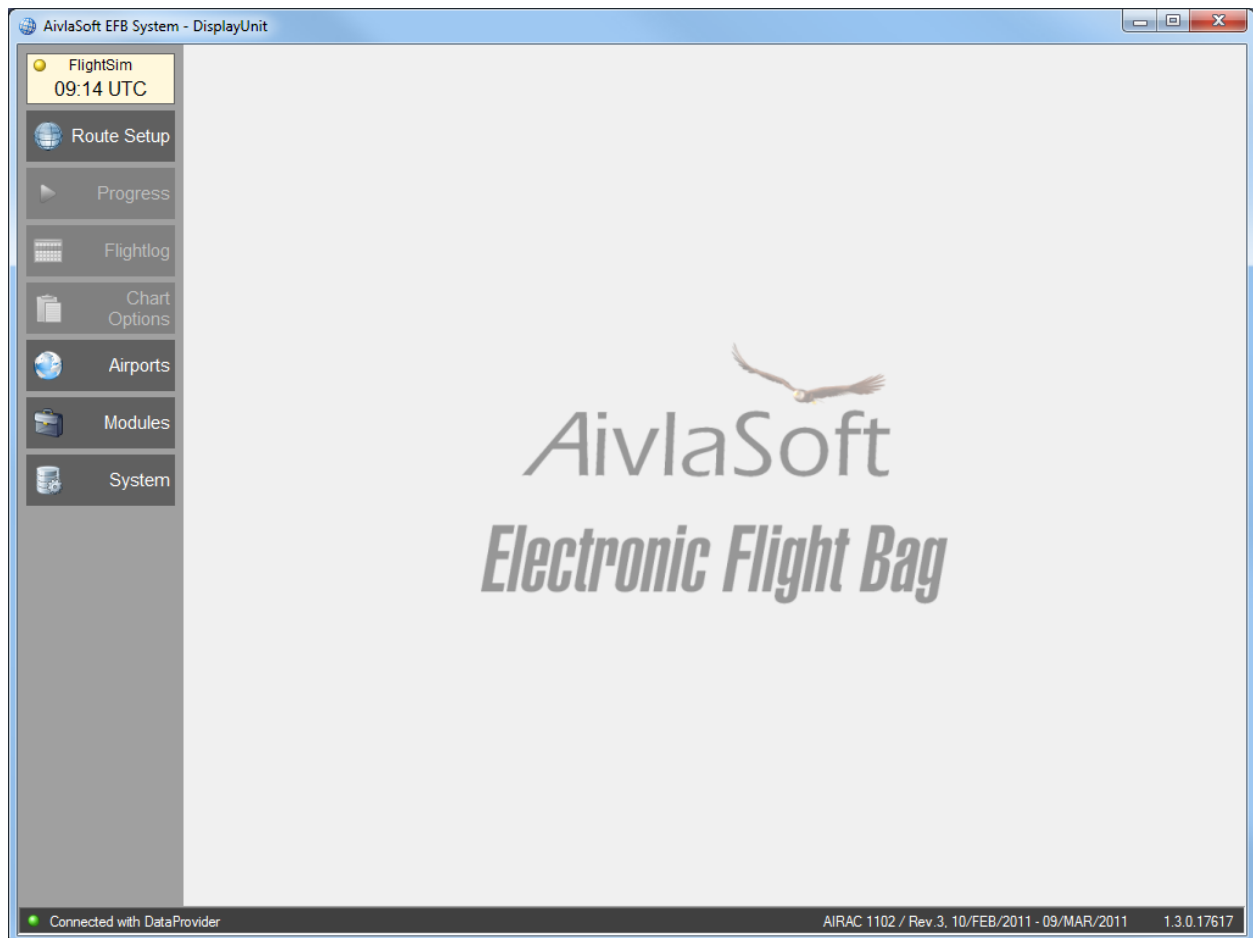 AivlaSoft EFB System - DisplayUnit
FlightSim
09:14 UTC
Route Setup
Progress
Flightlog
Chart
Options
Airports
Modules
System
AivlaSoft
Electronic Flight Bag
Connected with DataProvider
AIRAC 1102 / Rev.3, 10/FEB/2011 - 09/MAR/2011 1.3.0.17617